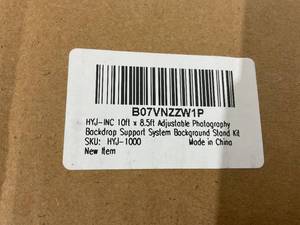 B07VNZZW1P
HYJ-INC 10ft x 8.5ft Adjustable Photography
Backdrop Support System Background Stand Kit
SKU: HYJ-1000 Made in China
New Item